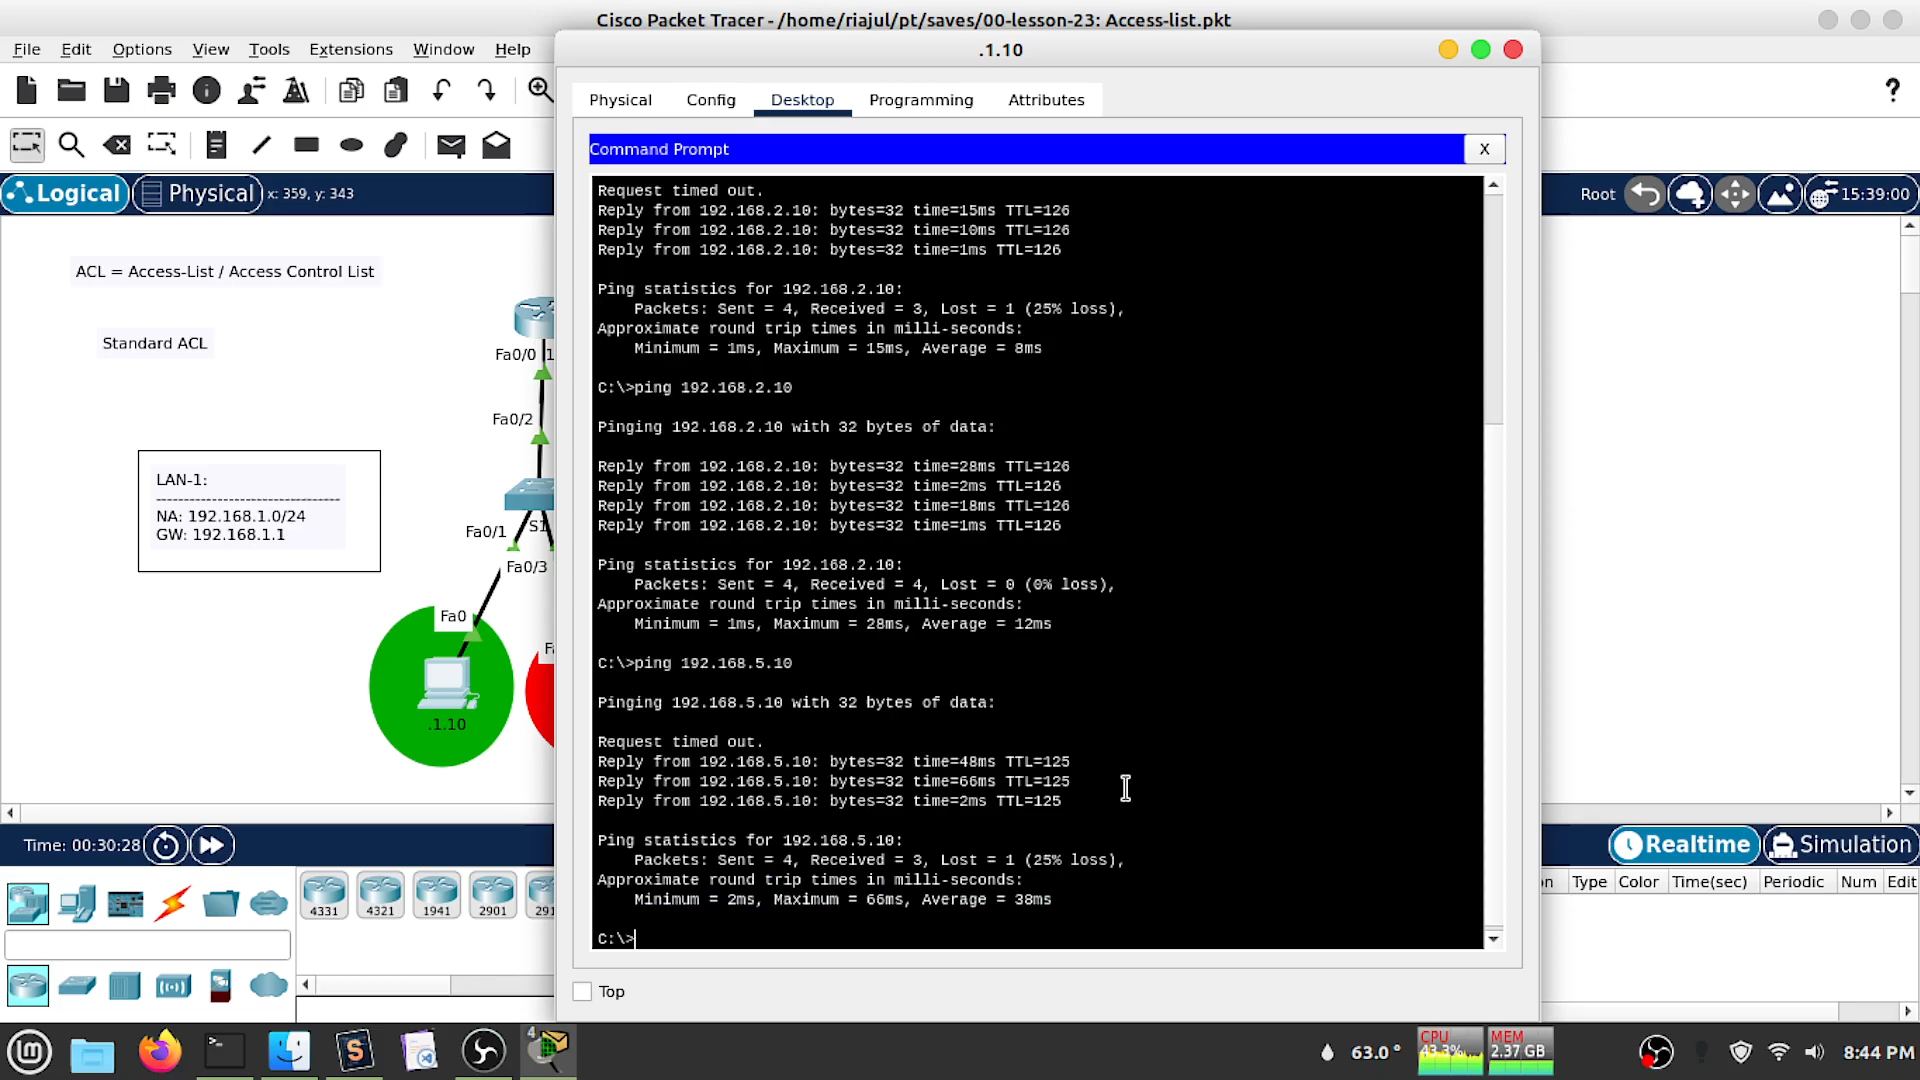 Cisco Packet Tracer - /home/riajul/pt/saves/00-lesson-23: Access-list.pkt
File Edit Options View Tools Extensions Window Help
.1.10
Physical Config Desktop Programming Attributes
Command Prompt X
Logical Physical x: 359, y: 343
Root 15:39:00
ACL = Access-List / Access Control List
Standard ACL
Fa0/0 1
Fa0/2
LAN-1:
--------------------------------
NA: 192.168.1.0/24
GW: 192.168.1.1
Fa0/1 S1
Fa0/3
Fa0
.1.10
Request timed out.
Reply from 192.168.2.10: bytes=32 time=15ms TTL=126
Reply from 192.168.2.10: bytes=32 time=10ms TTL=126
Reply from 192.168.2.10: bytes=32 time=1ms TTL=126
Ping statistics for 192.168.2.10:
Packets: Sent = 4, Received = 3, Lost = 1 (25% loss),
Approximate round trip times in milli-seconds:
Minimum = 1ms, Maximum = 15ms, Average = 8ms
C:\>ping 192.168.2.10
Pinging 192.168.2.10 with 32 bytes of data:
Reply from 192.168.2.10: bytes=32 time=28ms TTL=126
Reply from 192.168.2.10: bytes=32 time=2ms TTL=126
Reply from 192.168.2.10: bytes=32 time=18ms TTL=126
Reply from 192.168.2.10: bytes=32 time=1ms TTL=126
Ping statistics for 192.168.2.10:
Packets: Sent = 4, Received = 4, Lost = 0 (0% loss),
Approximate round trip times in milli-seconds:
Minimum = 1ms, Maximum = 28ms, Average = 12ms
C:\>ping 192.168.5.10
Pinging 192.168.5.10 with 32 bytes of data:
Request timed out.
Reply from 192.168.5.10: bytes=32 time=48ms TTL=125
Reply from 192.168.5.10: bytes=32 time=66ms TTL=125
Reply from 192.168.5.10: bytes=32 time=2ms TTL=125
Ping statistics for 192.168.5.10:
Packets: Sent = 4, Received = 3, Lost = 1 (25% loss),
Approximate round trip times in milli-seconds:
Minimum = 2ms, Maximum = 66ms, Average = 38ms
C:\>
Top
Time: 00:30:28
Realtime Simulation
Type Color Time(sec) Periodic Num Edit
4331 4321 1941 2901
63.0 °
CPU 43.3%
MEM 2.37 GB
8:44 PM